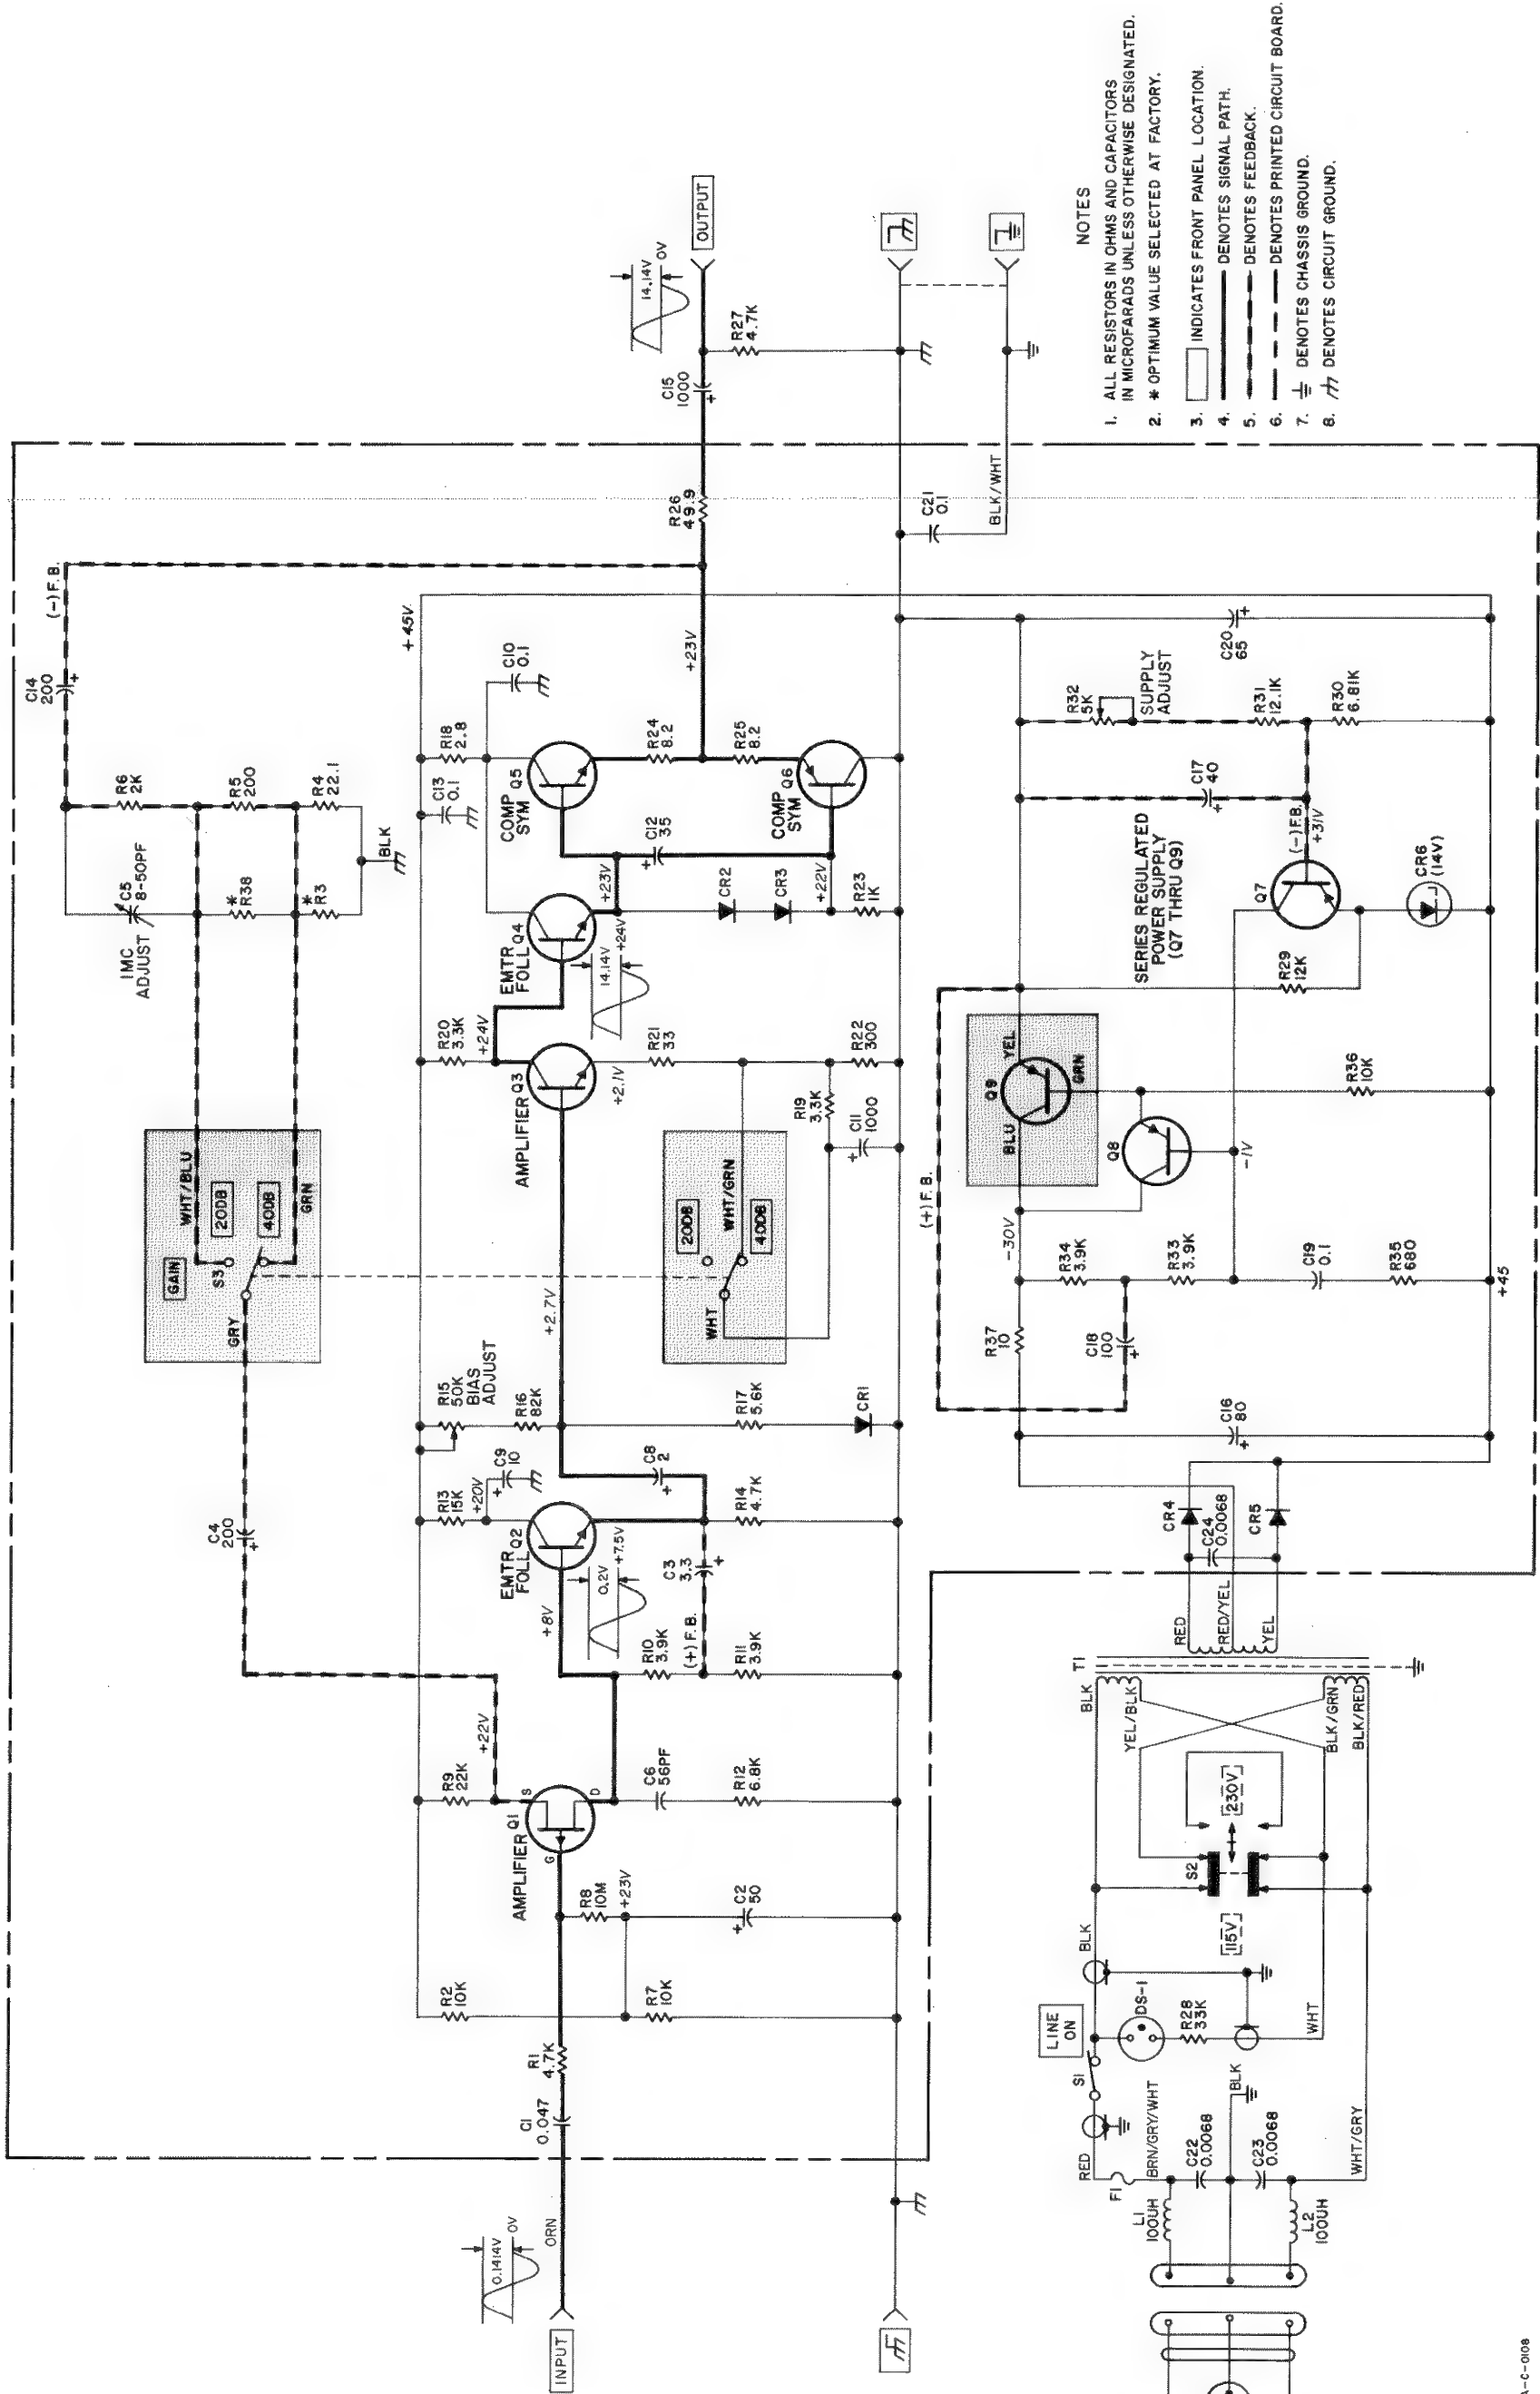 C14
200
(-) F.B.
R6
2K
R5
200
R4
22.1
C5
8-50PF
IMC
ADJUST
*
R38
*
R3
BLK
C4
200
GAIN
WHT/BLU
20DB
S3
40DB
GRY
GRN
+45V
R2
10K
R9
22K
+22V
R13
15K
+20V
C9
10
R15
50K
BIAS
ADJUST
R16
82K
R20
3.3K
+24V
C13
0.1
R18
2.8
C10
0.1
INPUT
0.1414V
0V
ORN
C1
0.047
R1
4.7K
R8
10M
+23V
R7
10K
C2
50
AMPLIFIER
Q1
G
S
D
C6
56PF
R12
6.8K
+8V
EMTR
FOLL
Q2
0.2V
+7.5V
R10
3.9K
(+) F.B.
R11
3.9K
C3
3.3
R14
4.7K
C8
2
R17
5.6K
CR1
+2.7V
AMPLIFIER
Q3
+2.1V
R21
33
R22
300
R19
3.3K
C11
1000
WHT
20DB
WHT/GRN
40DB
EMTR
FOLL
Q4
14.14V
+24V
+23V
C12
35
CR2
CR3
+22V
R23
1K
COMP
SYM
Q5
R24
8.2
R25
8.2
COMP
SYM
Q6
+23V
R26
49.9
C15
1000
14.14V
0V
OUTPUT
R27
4.7K
C21
0.1
BLK/WHT
LINE
ON
S1
RED
F1
BRN/GRY/WHT
L1
100UH
C22
0.0068
C23
0.0068
L2
100UH
BLK
WHT/GRY
DS-1
R28
33K
WHT
BLK
115V
S2
230V
BLK
YEL/BLK
BLK/GRN
BLK/RED
T1
RED
RED/YEL
YEL
CR4
C24
0.0068
CR5
C16
80
R37
10
C18
100
(+) F.B.
-30V
R34
3.9K
R33
3.9K
C19
0.1
R35
680
+45
BLU
Q9
YEL
GRN
Q8
-1V
R36
10K
R29
12K
SERIES REGULATED
POWER SUPPLY
(Q7 THRU Q9)
Q7
CR6
(14V)
(-) F.B.
+31V
C17
40
R32
5K
SUPPLY
ADJUST
R31
12.1K
R30
6.81K
C20
65
NOTES
1. ALL RESISTORS IN OHMS AND CAPACITORS
IN MICROFARADS UNLESS OTHERWISE DESIGNATED.
2. * OPTIMUM VALUE SELECTED AT FACTORY.
3. INDICATES FRONT PANEL LOCATION.
4. DENOTES SIGNAL PATH.
5. DENOTES FEEDBACK.
6. DENOTES PRINTED CIRCUIT BOARD.
7. DENOTES CHASSIS GROUND.
8. DENOTES CIRCUIT GROUND.
A-C-0108